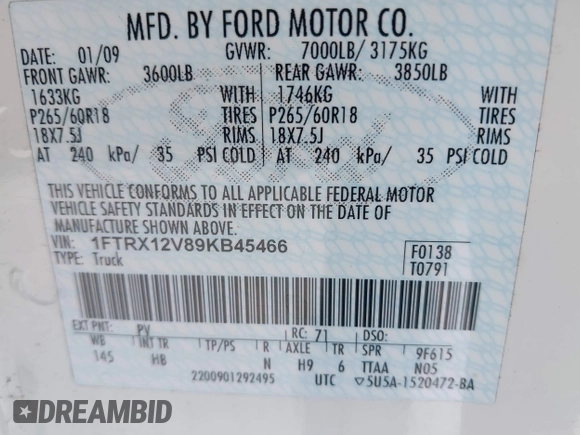 MFD. BY FORD MOTOR CO.
DATE: 01/09 GVWR: 7000LB/ 3175KG
FRONT GAWR: 3600LB REAR GAWR: 3850LB
1633KG WITH 1746KG WITH
P265/60R18 TIRES P265/60R18 TIRES
18X7.5J RIMS 18X7.5J RIMS
AT 240 kPa/ 35 PSI COLD AT 240 kPa/ 35 PSI COLD
THIS VEHICLE CONFORMS TO ALL APPLICABLE FEDERAL MOTOR
VEHICLE SAFETY STANDARDS IN EFFECT ON THE DATE OF
MANUFACTURE SHOWN ABOVE.
VIN: 1FTRX12V89KB45466 F0138
TYPE: Truck T0791
EXT PNT: PV RC: 71 DSO:
WB INT TR TP/PS R AXLE TR SPR 9F615
145 HB N H9 6 TTAA N05
2200901292495 UTC ▽5U5A-1520472-BA
DREAMBID